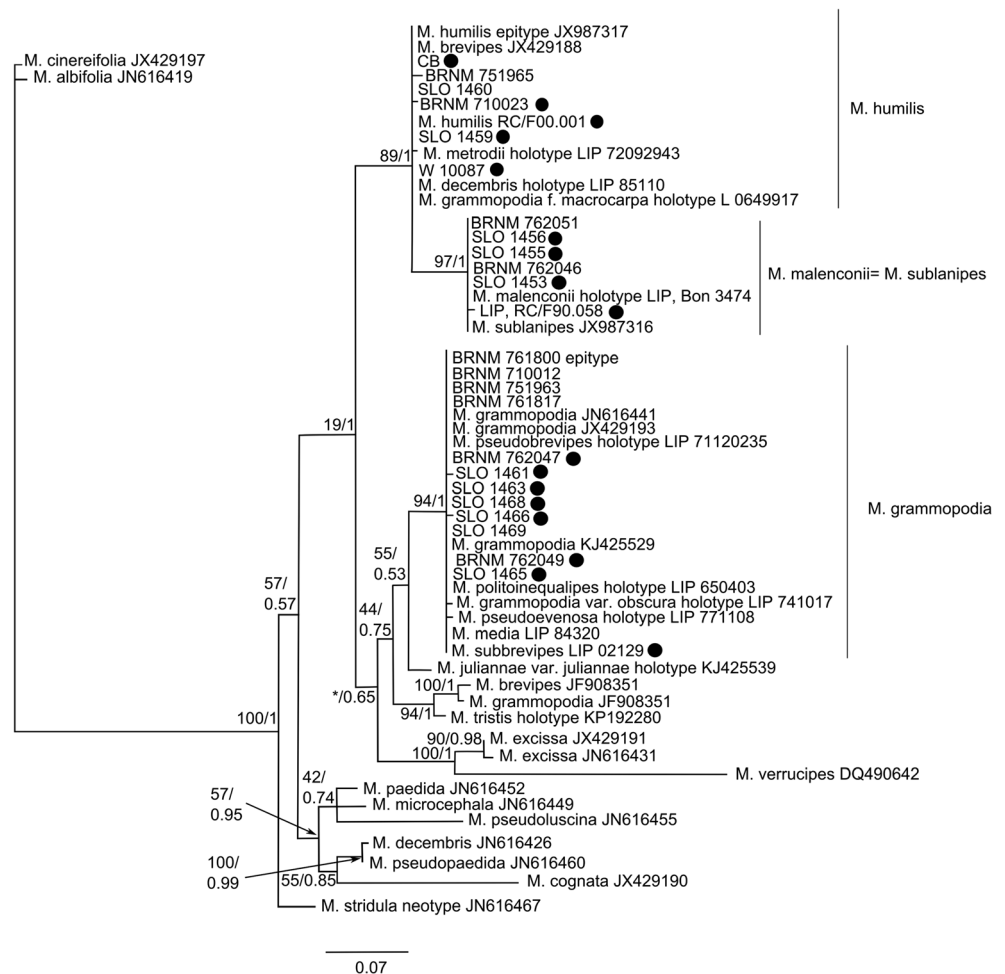 M. cinereifolia JX429197
M. albifolia JN616419
M. humilis epitype JX987317
M. brevipes JX429188
CB
BRNM 751965
SLO 1460
BRNM 710023
M. humilis RC/F00.001
SLO 1459
M. metrodii holotype LIP 72092943
W 10087
M. decembris holotype LIP 85110
M. grammopodia f. macrocarpa holotype L 0649917
M. humilis
89/1
BRNM 762051
SLO 1456
SLO 1455
BRNM 762046
SLO 1453
M. malenconii holotype LIP, Bon 3474
LIP, RC/F90.058
M. sublanipes JX987316
M. malenconii= M. sublanipes
97/1
BRNM 761800 epitype
BRNM 710012
BRNM 751963
BRNM 761817
M. grammopodia JN616441
M. grammopodia JX429193
M. pseudobrevipes holotype LIP 71120235
BRNM 762047
SLO 1461
SLO 1463
SLO 1468
SLO 1466
SLO 1469
M. grammopodia KJ425529
BRNM 762049
SLO 1465
M. politoinequalipes holotype LIP 650403
M. grammopodia var. obscura holotype LIP 741017
M. pseudoevenosa holotype LIP 771108
M. media LIP 84320
M. subbrevipes LIP 02129
M. grammopodia
19/1
94/1
55/
0.53
57/
0.57
44/
0.75
M. juliannae var. juliannae holotype KJ425539
100/1
M. brevipes JF908351
M. grammopodia JF908351
94/1
M. tristis holotype KP192280
*/0.65
100/1
90/0.98
M. excissa JX429191
100/1
M. excissa JN616431
M. verrucipes DQ490642
42/
0.74
M. paedida JN616452
M. microcephala JN616449
M. pseudoluscina JN616455
57/
0.95
M. decembris JN616426
M. pseudopaedida JN616460
100/
0.99
55/0.85
M. cognata JX429190
M. stridula neotype JN616467
0.07